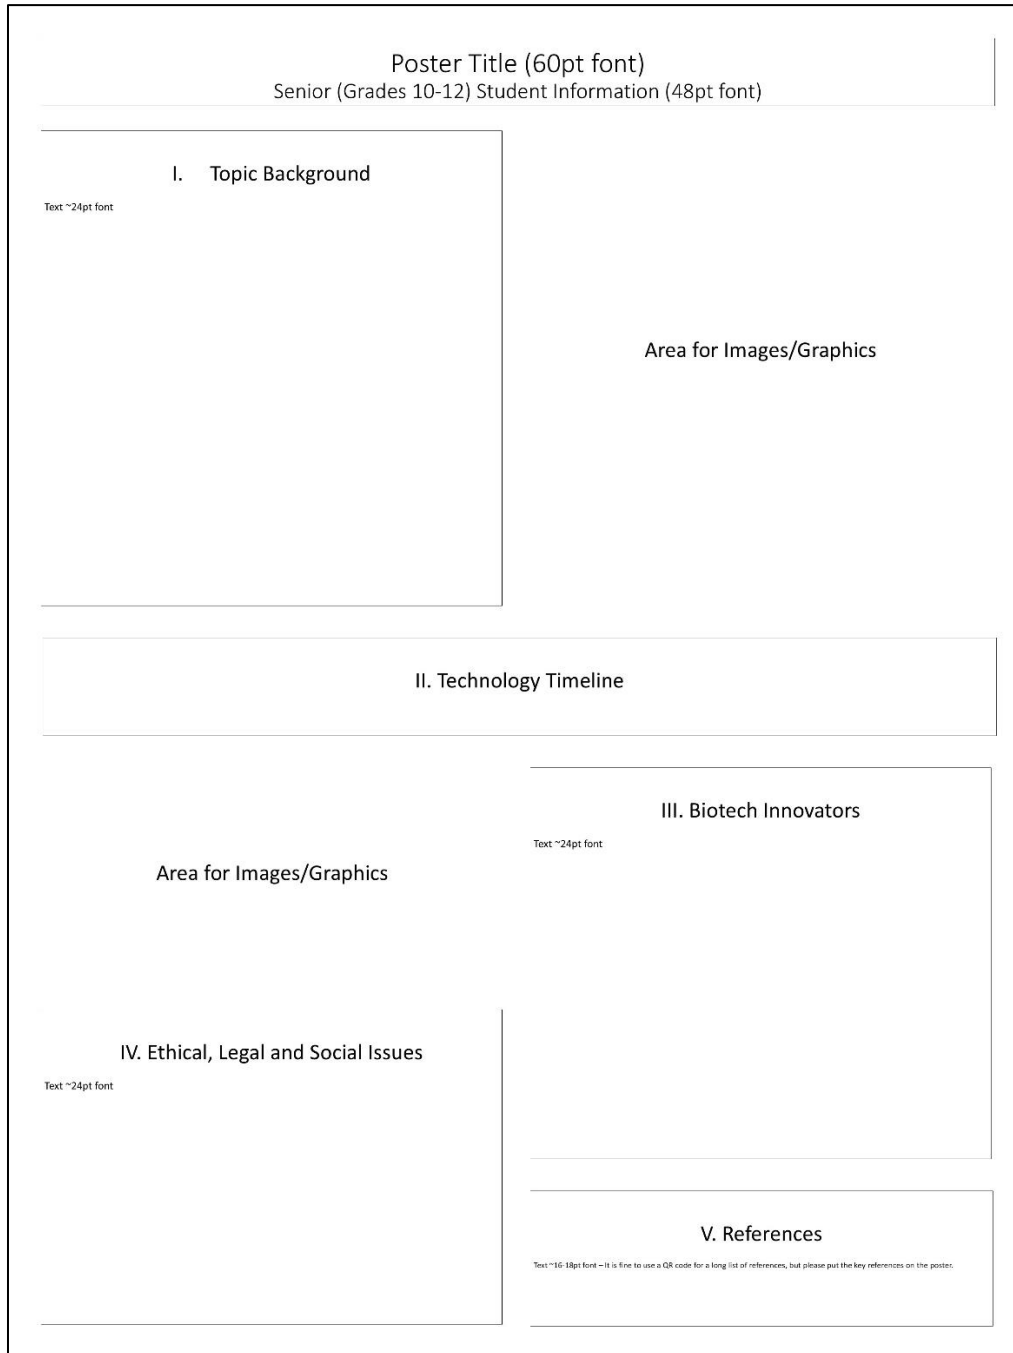 Poster Title (60pt font)
Senior (Grades 10-12) Student Information (48pt font)
I. Topic Background
Text ~24pt font
Area for Images/Graphics
II. Technology Timeline
Area for Images/Graphics
III. Biotech Innovators
Text ~24pt font
IV. Ethical, Legal and Social Issues
Text ~24pt font
V. References
Text ~16-18pt font – It is fine to use a QR code for a long list of references, but please put the key references on the poster.